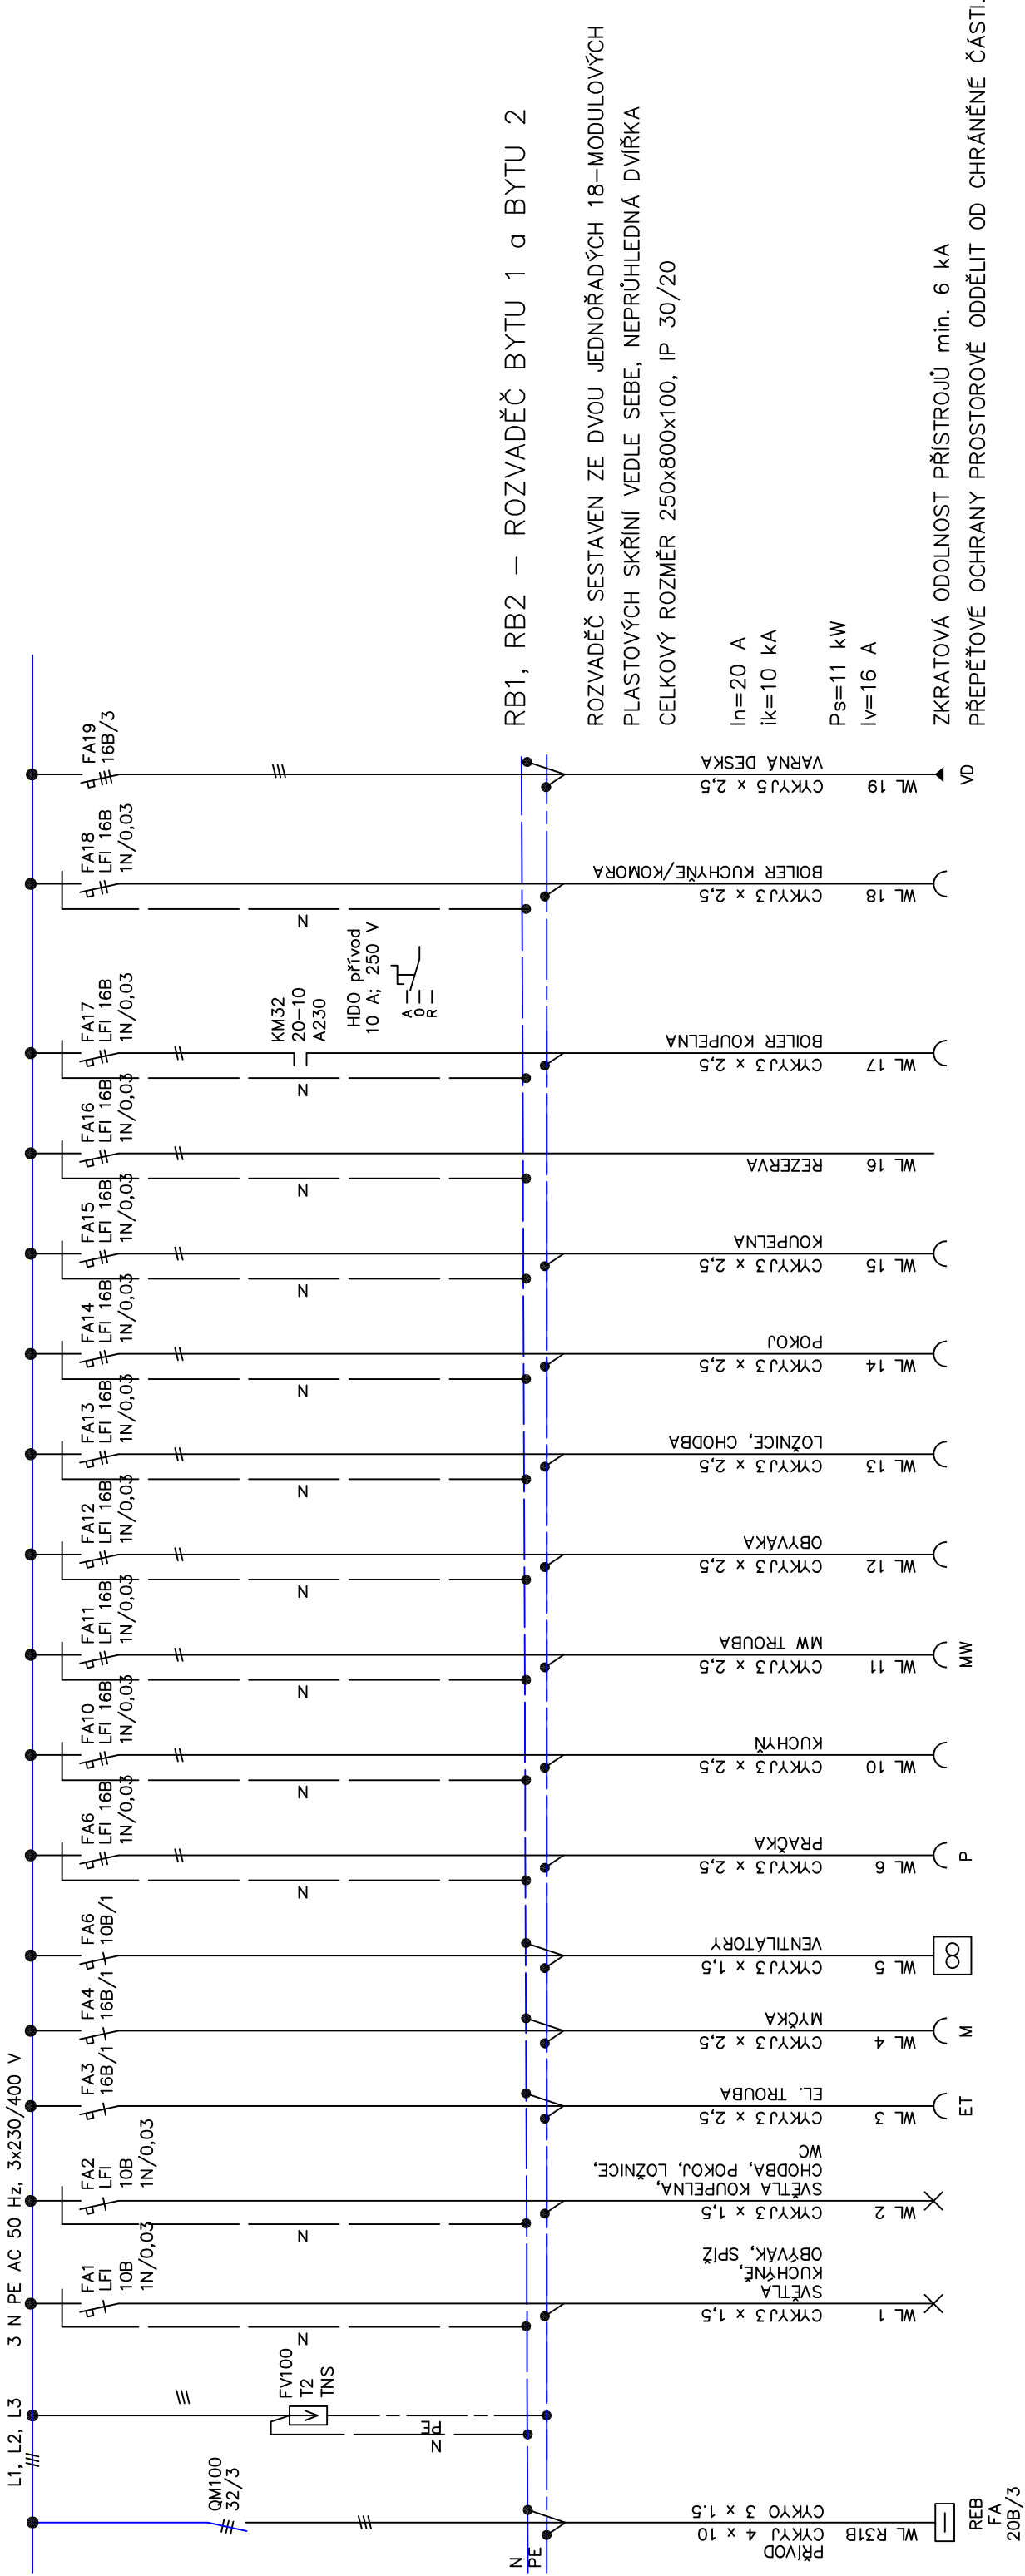 L1, L2, L3
3 N PE AC 50 Hz, 3x230/400 V
QM100
32/3
N
PE
PŘÍVOD
WL R31B
CYKYJ 4 x 10
CYKYO 3 x 1.5
REB
FA
20B/3
FV100
T2
TNS
N
PE
FA1
LFI
10B
1N/0,03
N
WL 1
CYKYJ3 x 1,5
SVĚTLA
KUCHYNĚ,
OBÝVÁK, SPÍŽ
FA2
LFI
10B
1N/0,03
N
WL 2
CYKYJ3 x 1,5
SVĚTLA KOUPELNA,
CHODBA, POKOJ, LOŽNICE,
WC
FA3
16B/1
WL 3
CYKYJ3 x 2,5
EL. TROUBA
ET
FA4
16B/1
WL 4
CYKYJ3 x 2,5
MYČKA
M
FA6
10B/1
WL 5
CYKYJ3 x 1,5
VENTILÁTORY
FA6
LFI 16B
1N/0,03
N
WL 6
CYKYJ3 x 2,5
PRAČKA
P
FA10
LFI 16B
1N/0,03
N
WL 10
CYKYJ3 x 2,5
KUCHYŇ
FA11
LFI 16B
1N/0,03
N
WL 11
CYKYJ3 x 2,5
MW TROUBA
MW
FA12
LFI 16B
1N/0,03
N
WL 12
CYKYJ3 x 2,5
OBYVÁKA
FA13
LFI 16B
1N/0,03
N
WL 13
CYKYJ3 x 2,5
LOŽNICE, CHODBA
FA14
LFI 16B
1N/0,03
N
WL 14
CYKYJ3 x 2,5
POKOJ
FA15
LFI 16B
1N/0,03
N
WL 15
CYKYJ3 x 2,5
KOUPELNA
FA16
LFI 16B
1N/0,03
N
WL 16
REZERVA
FA17
LFI 16B
1N/0,03
N
KM32
20-10
A230
HDO přívod
10 A; 250 V
A
0
R
WL 17
CYKYJ3 x 2,5
BOILER KOUPELNA
FA18
LFI 16B
1N/0,03
N
WL 18
CYKYJ3 x 2,5
BOILER KUCHYŇE/KOMORA
FA19
16B/3
WL 19
CYKYJ5 x 2,5
VARNÁ DESKA
VD
RB1, RB2 – ROZVADĚČ BYTU 1 a BYTU 2
ROZVADĚČ SESTAVEN ZE DVOU JEDNOŘADÝCH 18-MODULOVÝCH
PLASTOVÝCH SKŘÍNÍ VEDLE SEBE, NEPRŮHLEDNÁ DVÍŘKA
CELKOVÝ ROZMĚR 250x800x100, IP 30/20
In=20 A
ik=10 kA
Ps=11 kW
Iv=16 A
ZKRATOVÁ ODOLNOST PŘÍSTROJŮ min. 6 kA
PŘEPĚŤOVÉ OCHRANY PROSTOROVĚ ODDĚLIT OD CHRÁNĚNÉ ČÁSTI.